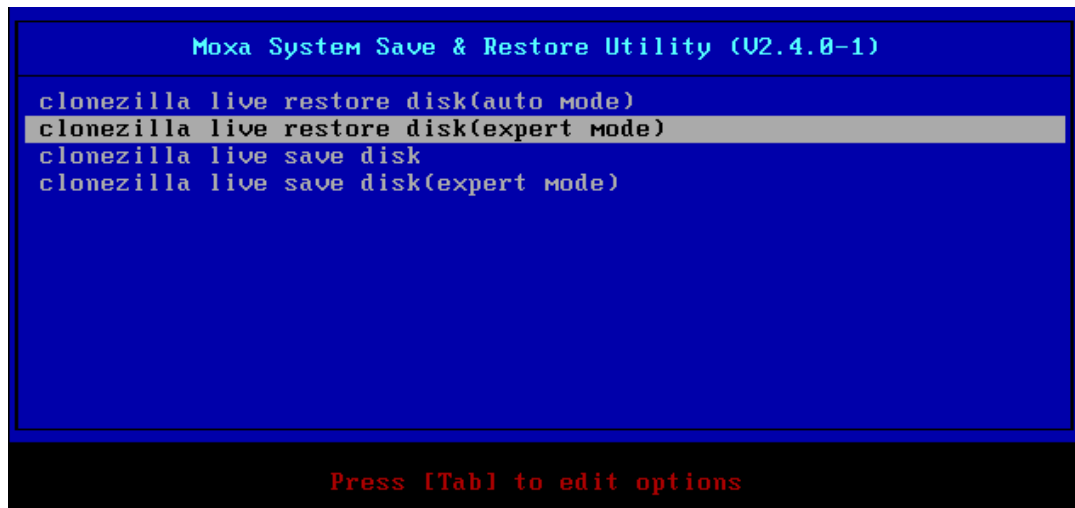 Moxa System Save & Restore Utility (V2.4.0-1)
clonezilla live restore disk(auto mode)
clonezilla live restore disk(expert mode)
clonezilla live save disk
clonezilla live save disk(expert mode)
Press [Tab] to edit options